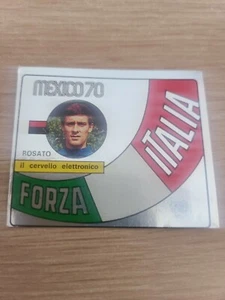 MEXICO 70
ROSATO
il cervello elettronico
FORZA
ITALIA